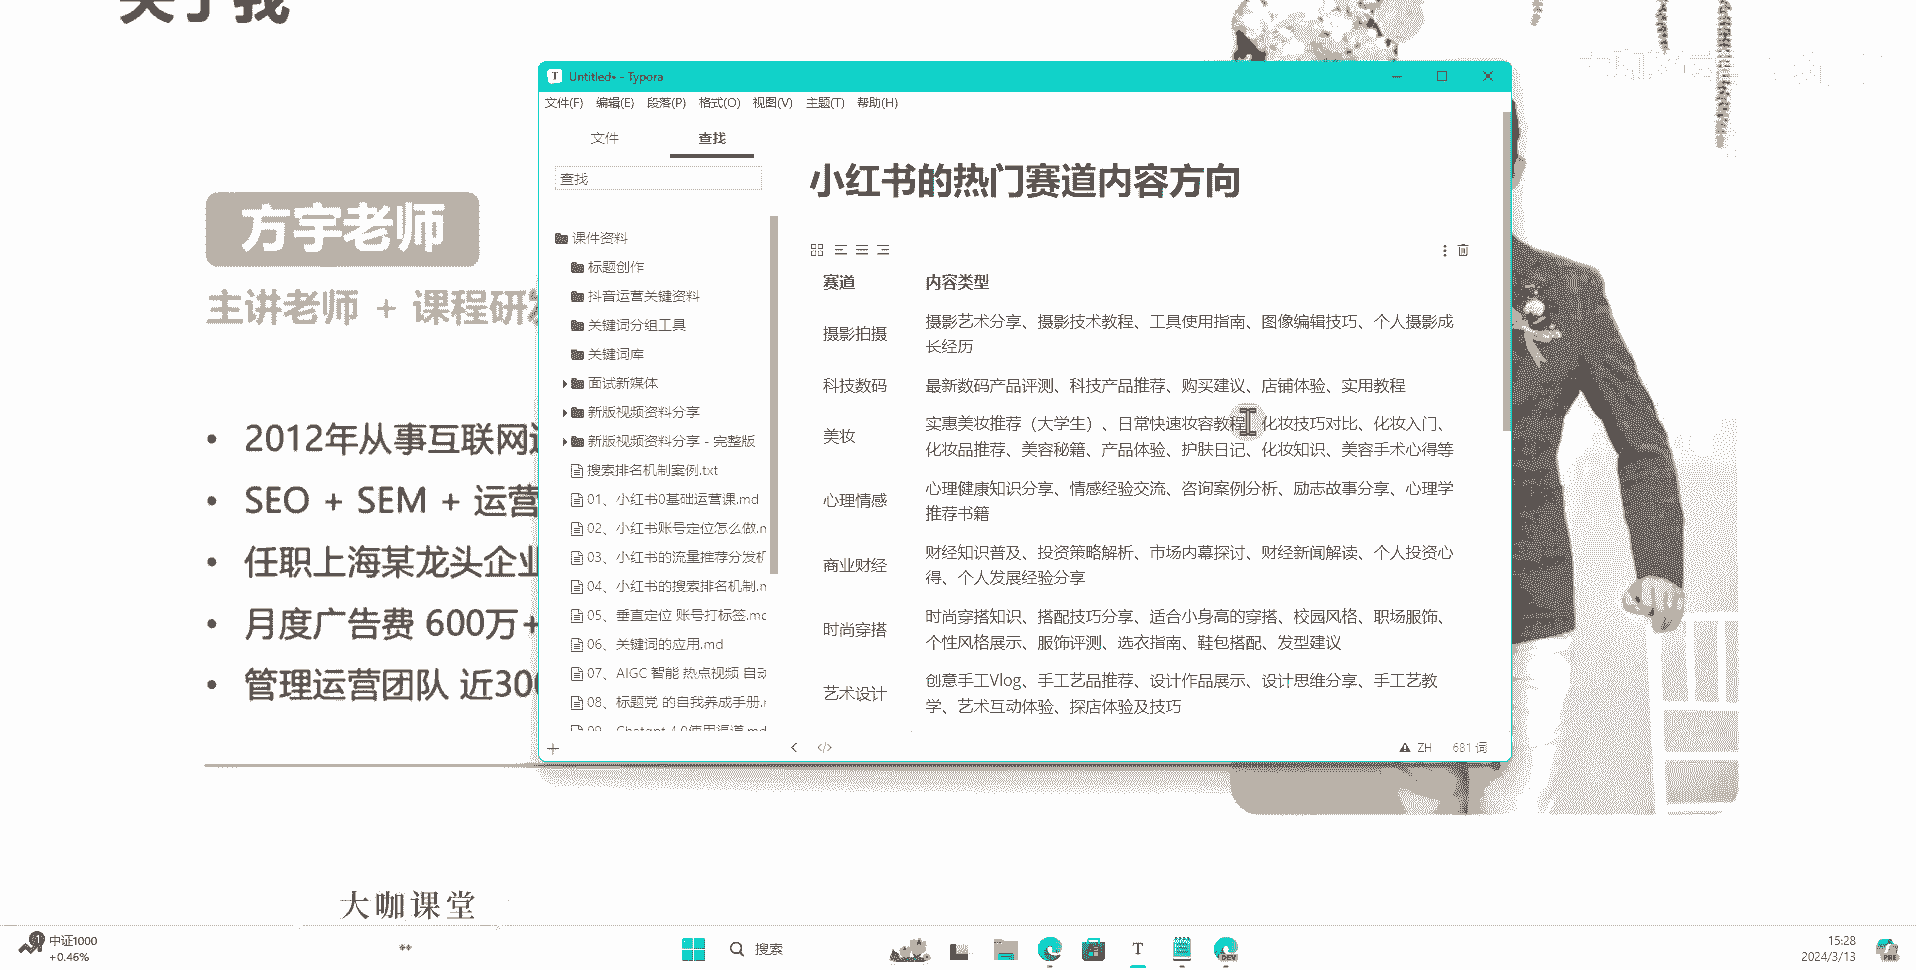 关于我
方宇老师
主讲老师 + 课程研
2012年从事互联网
SEO + SEM + 运营
任职上海某龙头企业
月度广告费 600万+
管理运营团队 近30
大咖课堂
Untitled• - Typora
文件(F) 编辑(E) 段落(P) 格式(O) 视图(V) 主题(T) 帮助(H)
文件 查找
查找
课件资料
标题创作
抖音运营关键资料
关键词分组工具
关键词库
面试新媒体
新版视频资料分享
新版视频资料分享 - 完整版
搜索排名机制案例.txt
01、小红书0基础运营课.md
02、小红书账号定位怎么做.m
03、小红书的流量推荐分发机
04、小红书的搜索排名机制.m
05、垂直定位 账号打标签.md
06、关键词的应用.md
07、AIGC 智能 热点视频 自动
08、标题党 的自我养成手册.m
09、Chatgpt 4.0使用渠道.md
小红书的热门赛道内容方向
赛道 内容类型
摄影拍摄 摄影艺术分享、摄影技术教程、工具使用指南、图像编辑技巧、个人摄影成
长经历
科技数码 最新数码产品评测、科技产品推荐、购买建议、店铺体验、实用教程
美妆 实惠美妆推荐（大学生）、日常快速妆容教程、化妆技巧对比、化妆入门、
化妆品推荐、美容秘籍、产品体验、护肤日记、化妆知识、美容手术心得等
心理情感 心理健康知识分享、情感经验交流、咨询案例分析、励志故事分享、心理学
推荐书籍
商业财经 财经知识普及、投资策略解析、市场内幕探讨、财经新闻解读、个人投资心
得、个人发展经验分享
时尚穿搭 时尚穿搭知识、搭配技巧分享、适合小身高的穿搭、校园风格、职场服饰、
个性风格展示、服饰评测、选衣指南、鞋包搭配、发型建议
艺术设计 创意手工Vlog、手工艺品推荐、设计作品展示、设计思维分享、手工艺教
学、艺术互动体验、探店体验及技巧
ZH 681 词
1 中证1000
+0.46%
搜索
DEV
15:28
2024/3/13
PRE